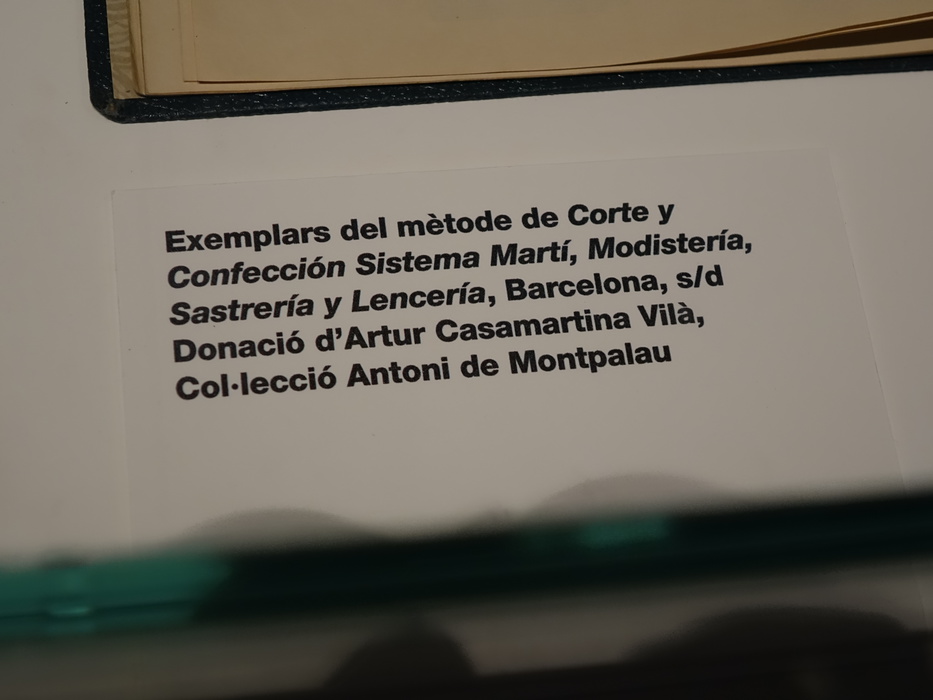 Exemplars del mètode de Corte y
Confección Sistema Martí, Modistería,
Sastrería y Lencería, Barcelona, s/d
Donació d’Artur Casamartina Vilà,
Col·lecció Antoni de Montpalau